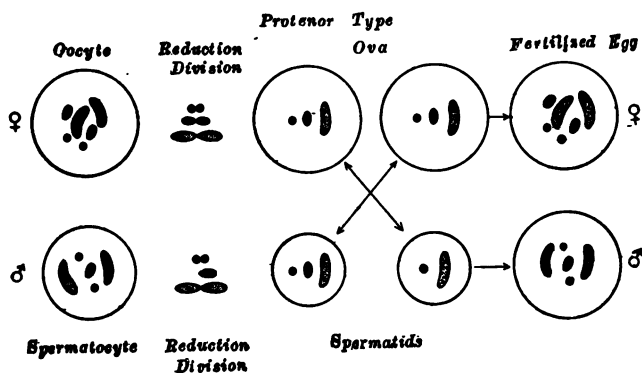 Protenor Type
Oocyte Reduction Ova Fertilized Egg
Division
♀ ♀
♂ ♂
Spermatocyte Reduction Spermatids
Division